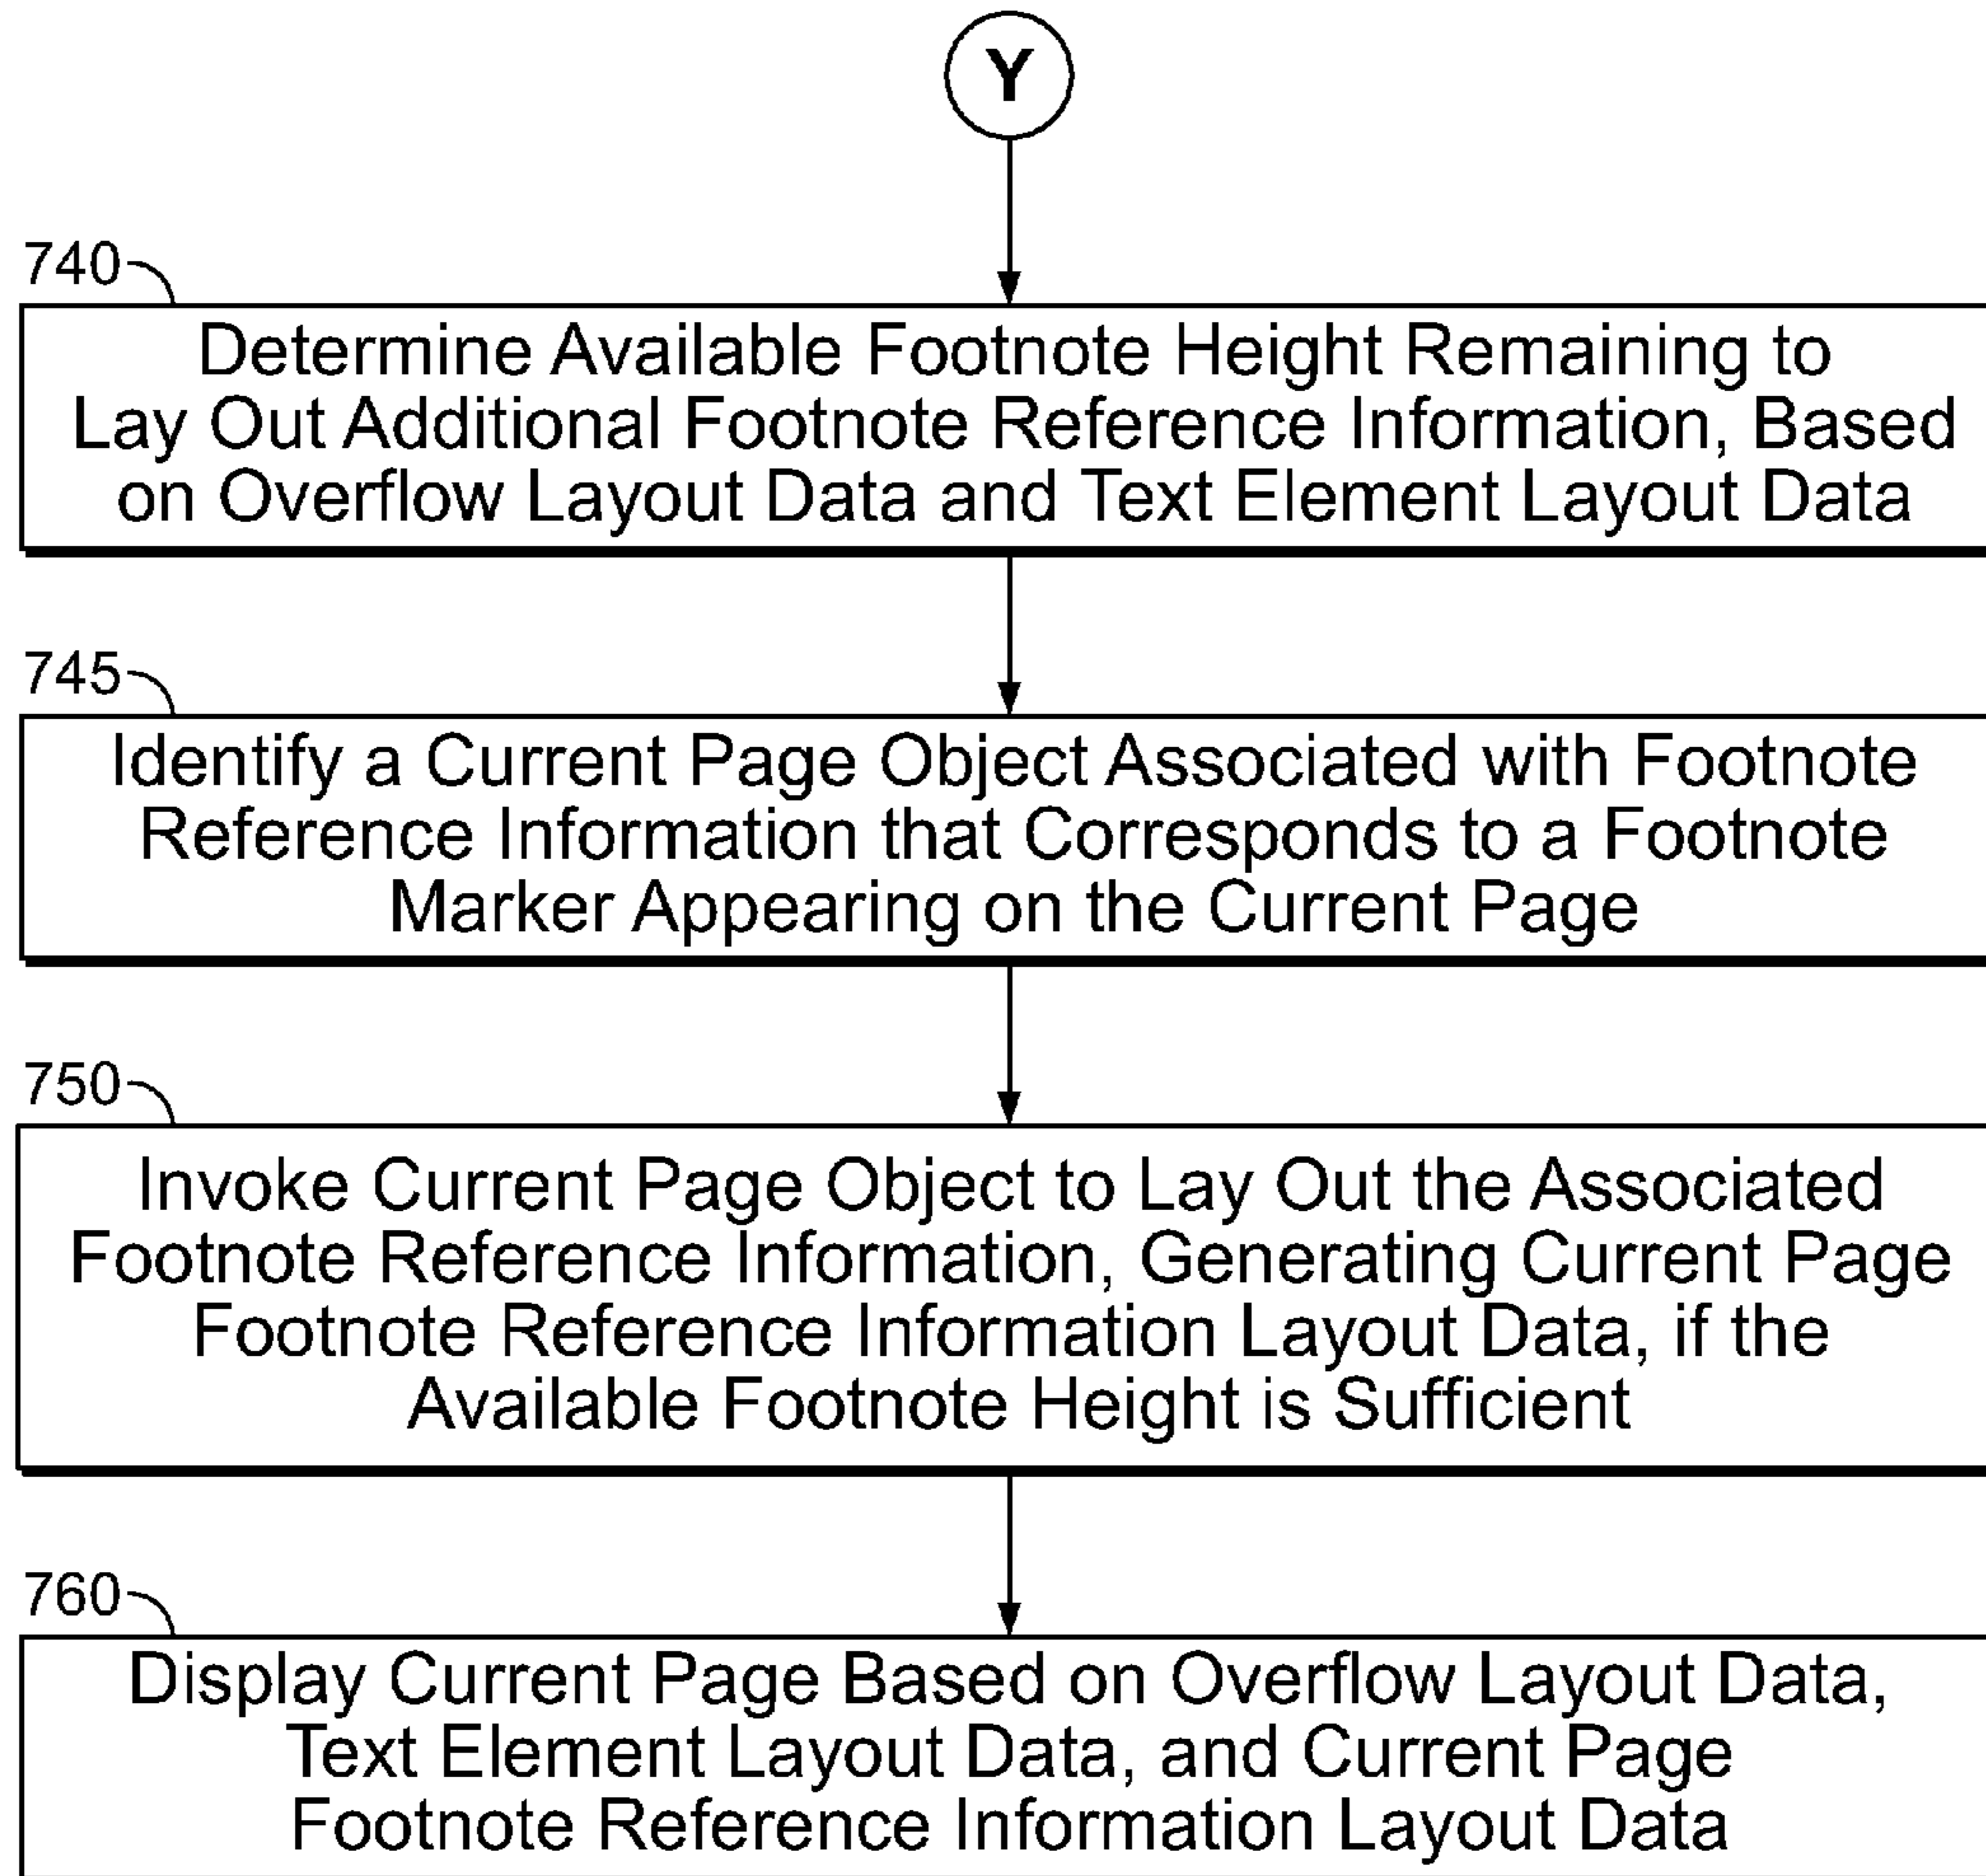 Y
740
Determine Available Footnote Height Remaining to
Lay Out Additional Footnote Reference Information, Based
on Overflow Layout Data and Text Element Layout Data
745
Identify a Current Page Object Associated with Footnote
Reference Information that Corresponds to a Footnote
Marker Appearing on the Current Page
750
Invoke Current Page Object to Lay Out the Associated
Footnote Reference Information, Generating Current Page
Footnote Reference Information Layout Data, if the
Available Footnote Height is Sufficient
760
Display Current Page Based on Overflow Layout Data,
Text Element Layout Data, and Current Page
Footnote Reference Information Layout Data